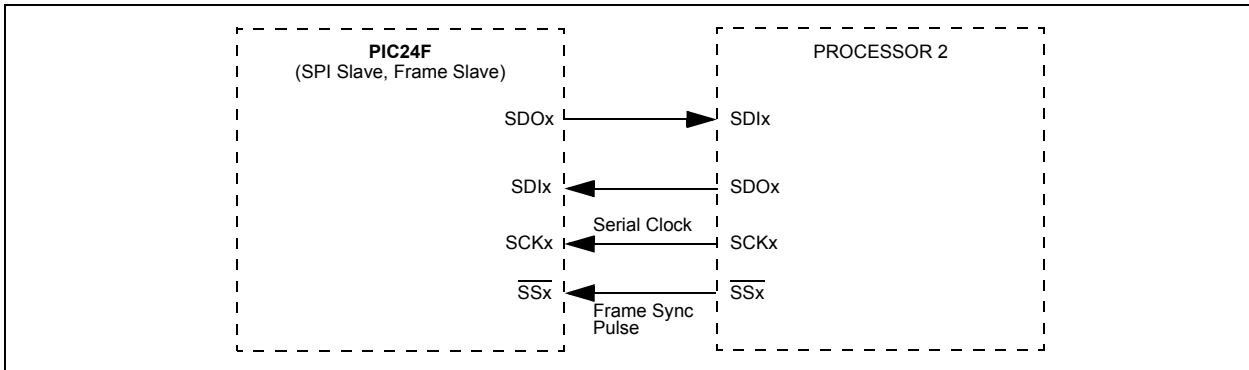 PIC24F
(SPI Slave, Frame Slave)
PROCESSOR 2
SDOx
SDIx
SDIx
SDOx
Serial Clock
SCKx
SCKx
SSx
SSx
Frame Sync
Pulse